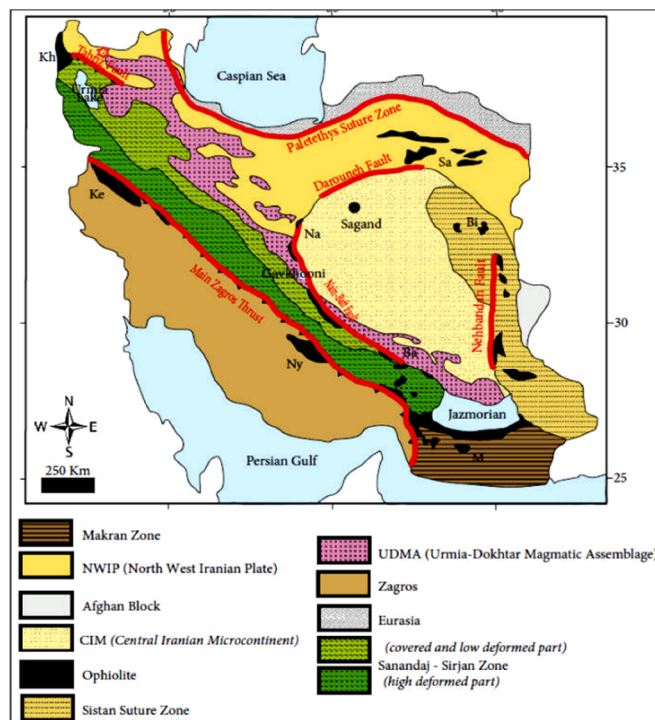 Kh
Tabriz Fault
Urmia
Lake
Caspian Sea
Paletethys Suture Zone
Darouneh Fault
Sa
35
Ke
Sagand
Bi
Na
Gavkhooni
Nain-Baft Fault
Main Zagros Thrust
Nehbandan Fault
30
Ny
Ba
Jazmorian
N
W
E
S
Persian Gulf
M
250 Km
25
Makran Zone
NWIP (North West Iranian Plate)
Afghan Block
CIM (Central Iranian Microcontinent)
Ophiolite
Sistan Suture Zone
UDMA (Urmia-Dokhtar Magmatic Assemblage)
Zagros
Eurasia
(covered and low deformed part)
Sanandaj - Sirjan Zone
(high deformed part)